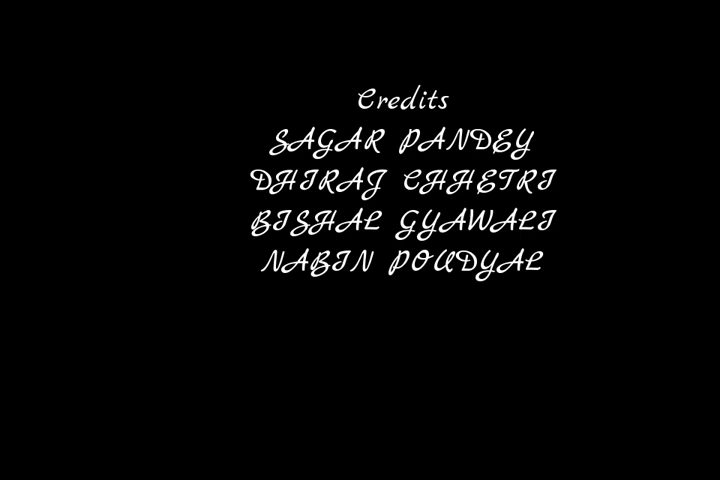 Credits
SAGAR PANDEY
DHIRAJ CHHETRI
BISHAL GYAWALI
NABIN POUDYAL